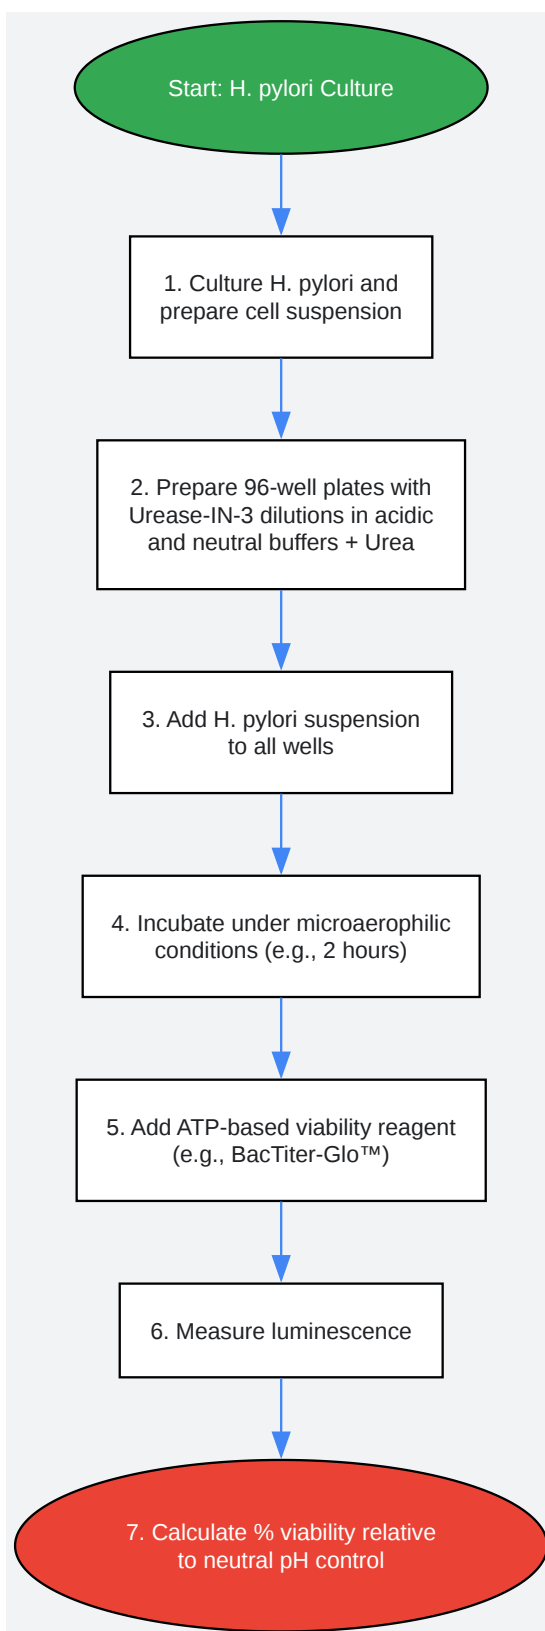 Start: H. pylori Culture
1. Culture H. pylori and
prepare cell suspension
2. Prepare 96-well plates with
Urease-IN-3 dilutions in acidic
and neutral buffers + Urea
3. Add H. pylori suspension
to all wells
4. Incubate under microaerophilic
conditions (e.g., 2 hours)
5. Add ATP-based viability reagent
(e.g., BacTiter-Glo™)
6. Measure luminescence
7. Calculate % viability relative
to neutral pH control